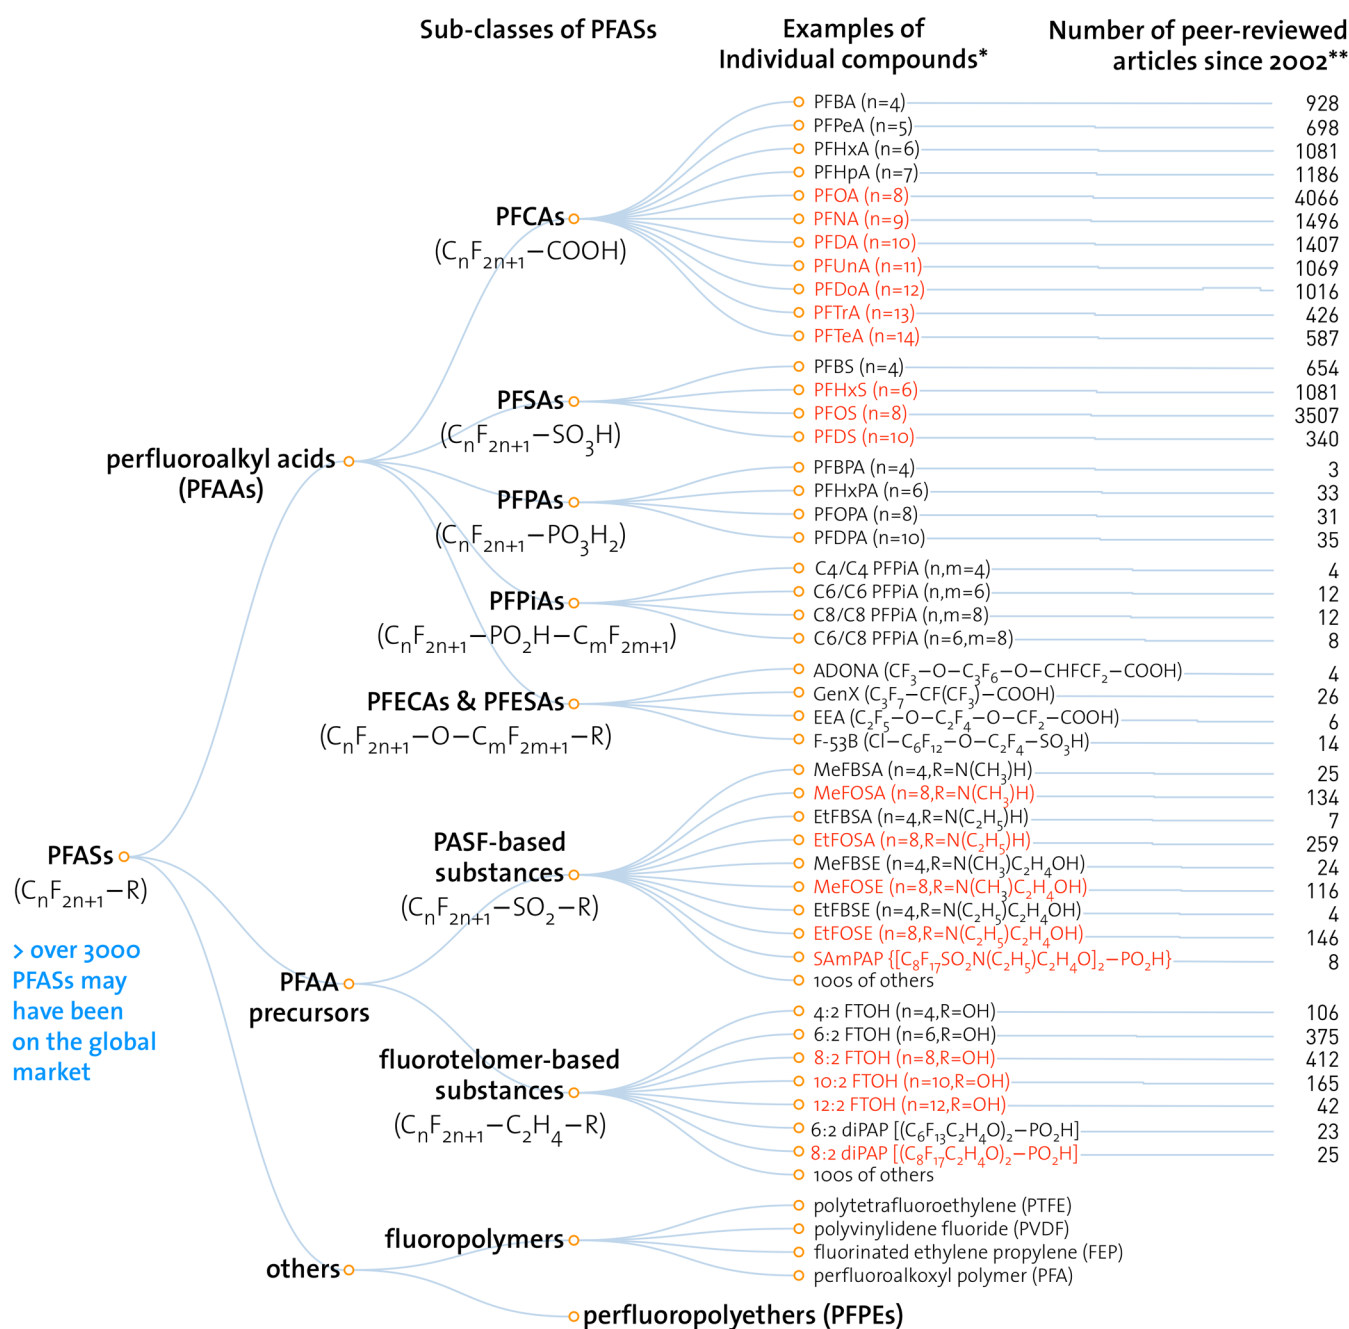 Sub-classes of PFASs
Examples of
Individual compounds*
Number of peer-reviewed
articles since 2002**
PFASs
(CnF2n+1–R)
> over 3000
PFASs may
have been
on the global
market
perfluoroalkyl acids
(PFAAs)
PFCAs
(CnF2n+1–COOH)
PFBA (n=4) 928
PFPeA (n=5) 698
PFHxA (n=6) 1081
PFHpA (n=7) 1186
PFOA (n=8) 4066
PFNA (n=9) 1496
PFDA (n=10) 1407
PFUnA (n=11) 1069
PFDoA (n=12) 1016
PFTrA (n=13) 426
PFTeA (n=14) 587
PFSAs
(CnF2n+1–SO3H)
PFBS (n=4) 654
PFHxS (n=6) 1081
PFOS (n=8) 3507
PFDS (n=10) 340
PFPAs
(CnF2n+1–PO3H2)
PFBPA (n=4) 3
PFHxPA (n=6) 33
PFOPA (n=8) 31
PFDPA (n=10) 35
PFPiAs
(CnF2n+1–PO2H–CmF2m+1)
C4/C4 PFPiA (n,m=4) 4
C6/C6 PFPiA (n,m=6) 12
C8/C8 PFPiA (n,m=8) 12
C6/C8 PFPiA (n=6,m=8) 8
PFECAs & PFESAs
(CnF2n+1–O–CmF2m+1–R)
ADONA (CF3–O–C3F6–O–CHFCF2–COOH) 4
GenX (C3F7–CF(CF3)–COOH) 26
EEA (C2F5–O–C2F4–O–CF2–COOH) 6
F-53B (Cl–C6F12–O–C2F4–SO3H) 14
PFAA
precursors
PASF-based
substances
(CnF2n+1–SO2–R)
MeFBSA (n=4,R=N(CH3)H) 25
MeFOSA (n=8,R=N(CH3)H) 134
EtFBSA (n=4,R=N(C2H5)H) 7
EtFOSA (n=8,R=N(C2H5)H) 259
MeFBSE (n=4,R=N(CH3)C2H4OH) 24
MeFOSE (n=8,R=N(CH3)C2H4OH) 116
EtFBSE (n=4,R=N(C2H5)C2H4OH) 4
EtFOSE (n=8,R=N(C2H5)C2H4OH) 146
SAmPAP {[C8F17SO2N(C2H5)C2H4O]2–PO2H} 8
100s of others
fluorotelomer-based
substances
(CnF2n+1–C2H4–R)
4:2 FTOH (n=4,R=OH) 106
6:2 FTOH (n=6,R=OH) 375
8:2 FTOH (n=8,R=OH) 412
10:2 FTOH (n=10,R=OH) 165
12:2 FTOH (n=12,R=OH) 42
6:2 diPAP [(C6F13C2H4O)2–PO2H] 23
8:2 diPAP [(C8F17C2H4O)2–PO2H] 25
100s of others
others
fluoropolymers
polytetrafluoroethylene (PTFE)
polyvinylidene fluoride (PVDF)
fluorinated ethylene propylene (FEP)
perfluoroalkoxyl polymer (PFA)
perfluoropolyethers (PFPEs)